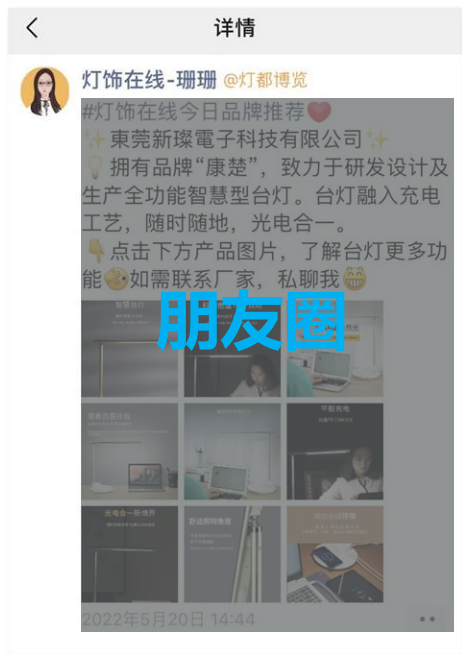 详情
灯饰在线-珊珊 @灯都博览
#灯饰在线今日品牌推荐❤️
✨東莞新璨電子科技有限公司✨
💡拥有品牌“康楚”，致力于研发设计及
生产全功能智慧型台灯。台灯融入充电
工艺，随时随地，光电合一。
👇点击下方产品图片，了解台灯更多功
能🧐如需联系厂家，私聊我😁
朋友圈
智慧台灯
平板充电
光电合一新境界
舒适照明角度
2022年5月20日 14:44